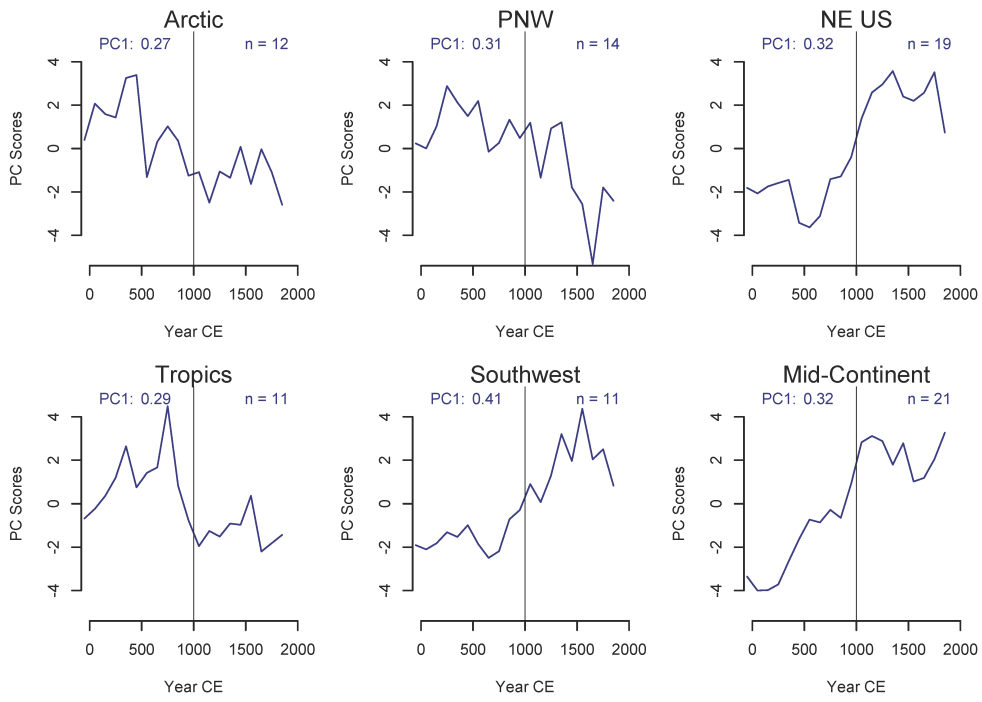 Arctic
PC1: 0.27 n = 12
4
2
0
-2
-4
PC Scores
0 500 1000 1500 2000
Year CE
PNW
PC1: 0.31 n = 14
4
2
0
-2
-4
PC Scores
0 500 1000 1500 2000
Year CE
NE US
PC1: 0.32 n = 19
4
2
0
-2
-4
PC Scores
0 500 1000 1500 2000
Year CE
Tropics
PC1: 0.29 n = 11
4
2
0
-2
-4
PC Scores
0 500 1000 1500 2000
Year CE
Southwest
PC1: 0.41 n = 11
4
2
0
-2
-4
PC Scores
0 500 1000 1500 2000
Year CE
Mid-Continent
PC1: 0.32 n = 21
4
2
0
-2
-4
PC Scores
0 500 1000 1500 2000
Year CE